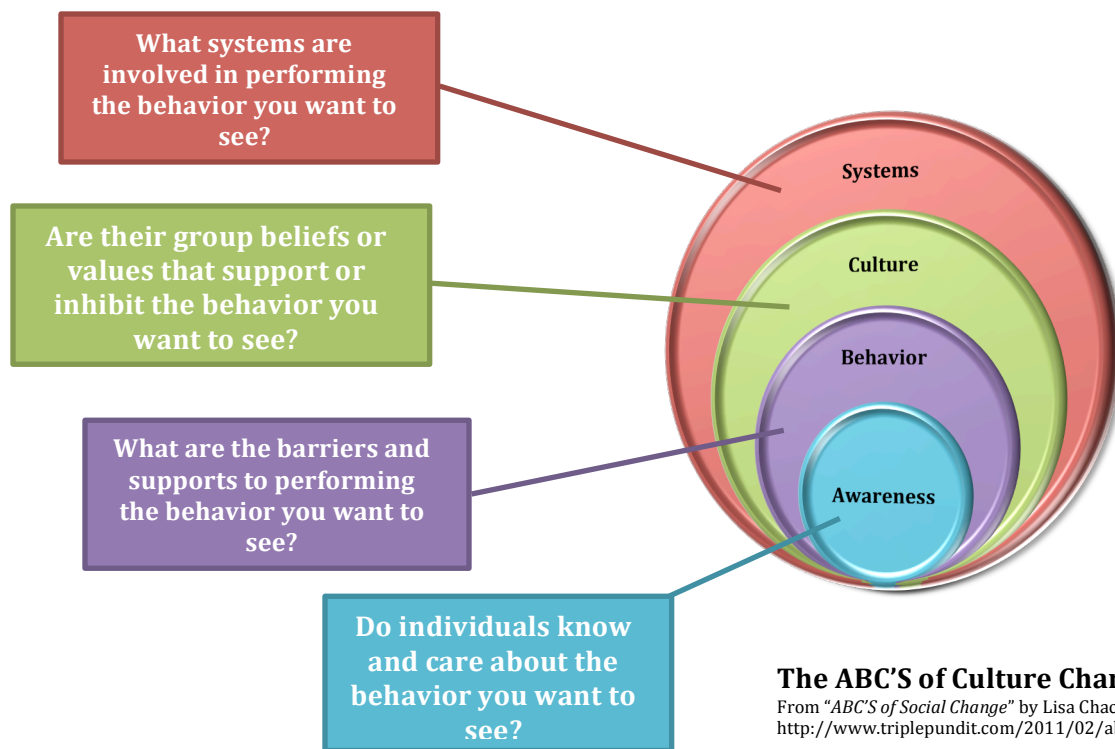 What systems are
involved in performing
the behavior you want to
see?
Systems
Are their group beliefs or
values that support or
inhibit the behavior you
want to see?
Culture
Behavior
What are the barriers and
supports to performing
the behavior you want to
see?
Awareness
Do individuals know
and care about the
behavior you want to
see?
The ABC’S of Culture Chan
From “ABC’S of Social Change” by Lisa Chac
http://www.triplepundit.com/2011/02/al